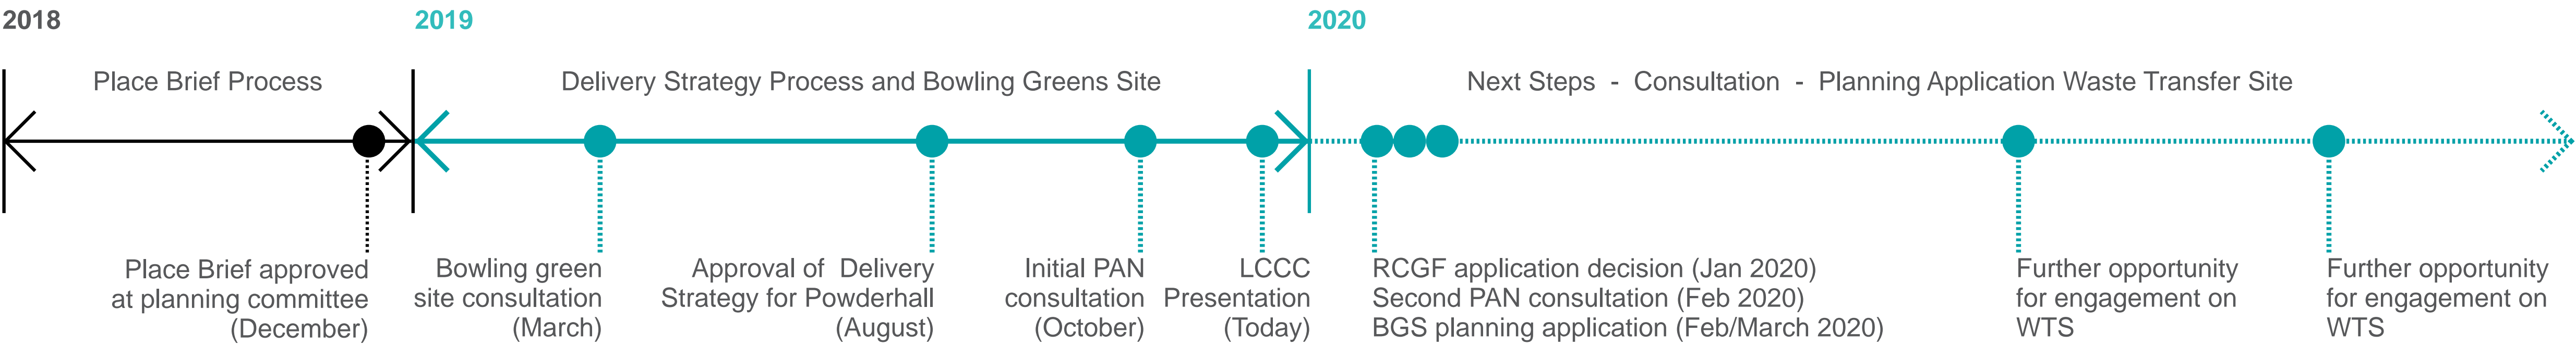 2018
2019
2020
Place Brief Process
Delivery Strategy Process and Bowling Greens Site
Next Steps - Consultation - Planning Application Waste Transfer Site
Place Brief approved
at planning committee
(December)
Bowling green
site consultation
(March)
Approval of Delivery
Strategy for Powderhall
(August)
Initial PAN
consultation
(October)
LCCC
Presentation
(Today)
RCGF application decision (Jan 2020)
Second PAN consultation (Feb 2020)
BGS planning application (Feb/March 2020)
Further opportunity
for engagement on
WTS
Further opportunity
for engagement on
WTS